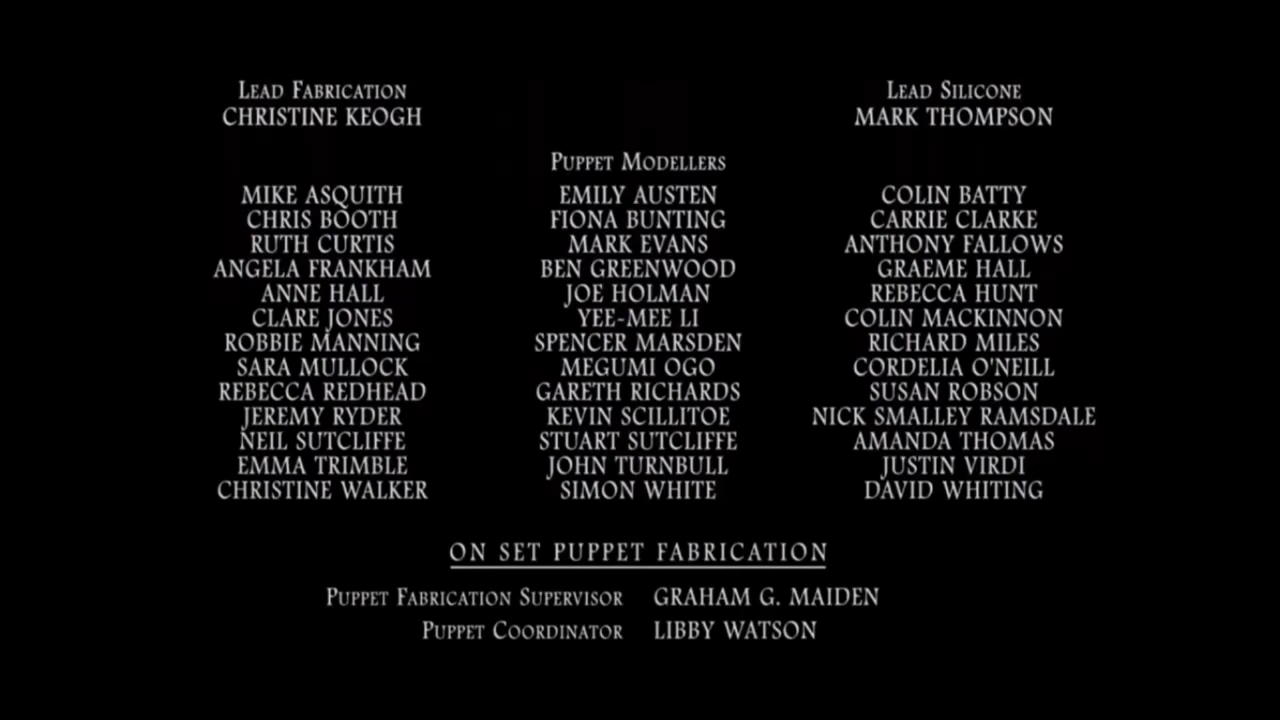 Lead Fabrication Lead Silicone
CHRISTINE KEOGH MARK THOMPSON
Puppet Modellers
MIKE ASQUITH EMILY AUSTEN COLIN BATTY
CHRIS BOOTH FIONA BUNTING CARRIE CLARKE
RUTH CURTIS MARK EVANS ANTHONY FALLOWS
ANGELA FRANKHAM BEN GREENWOOD GRAEME HALL
ANNE HALL JOE HOLMAN REBECCA HUNT
CLARE JONES YEE-MEE LI COLIN MACKINNON
ROBBIE MANNING SPENCER MARSDEN RICHARD MILES
SARA MULLOCK MEGUMI OGO CORDELIA O'NEILL
REBECCA REDHEAD GARETH RICHARDS SUSAN ROBSON
JEREMY RYDER KEVIN SCILLITOE NICK SMALLEY RAMSDALE
NEIL SUTCLIFFE STUART SUTCLIFFE AMANDA THOMAS
EMMA TRIMBLE JOHN TURNBULL JUSTIN VIRDI
CHRISTINE WALKER SIMON WHITE DAVID WHITING
ON SET PUPPET FABRICATION
Puppet Fabrication Supervisor GRAHAM G. MAIDEN
Puppet Coordinator LIBBY WATSON